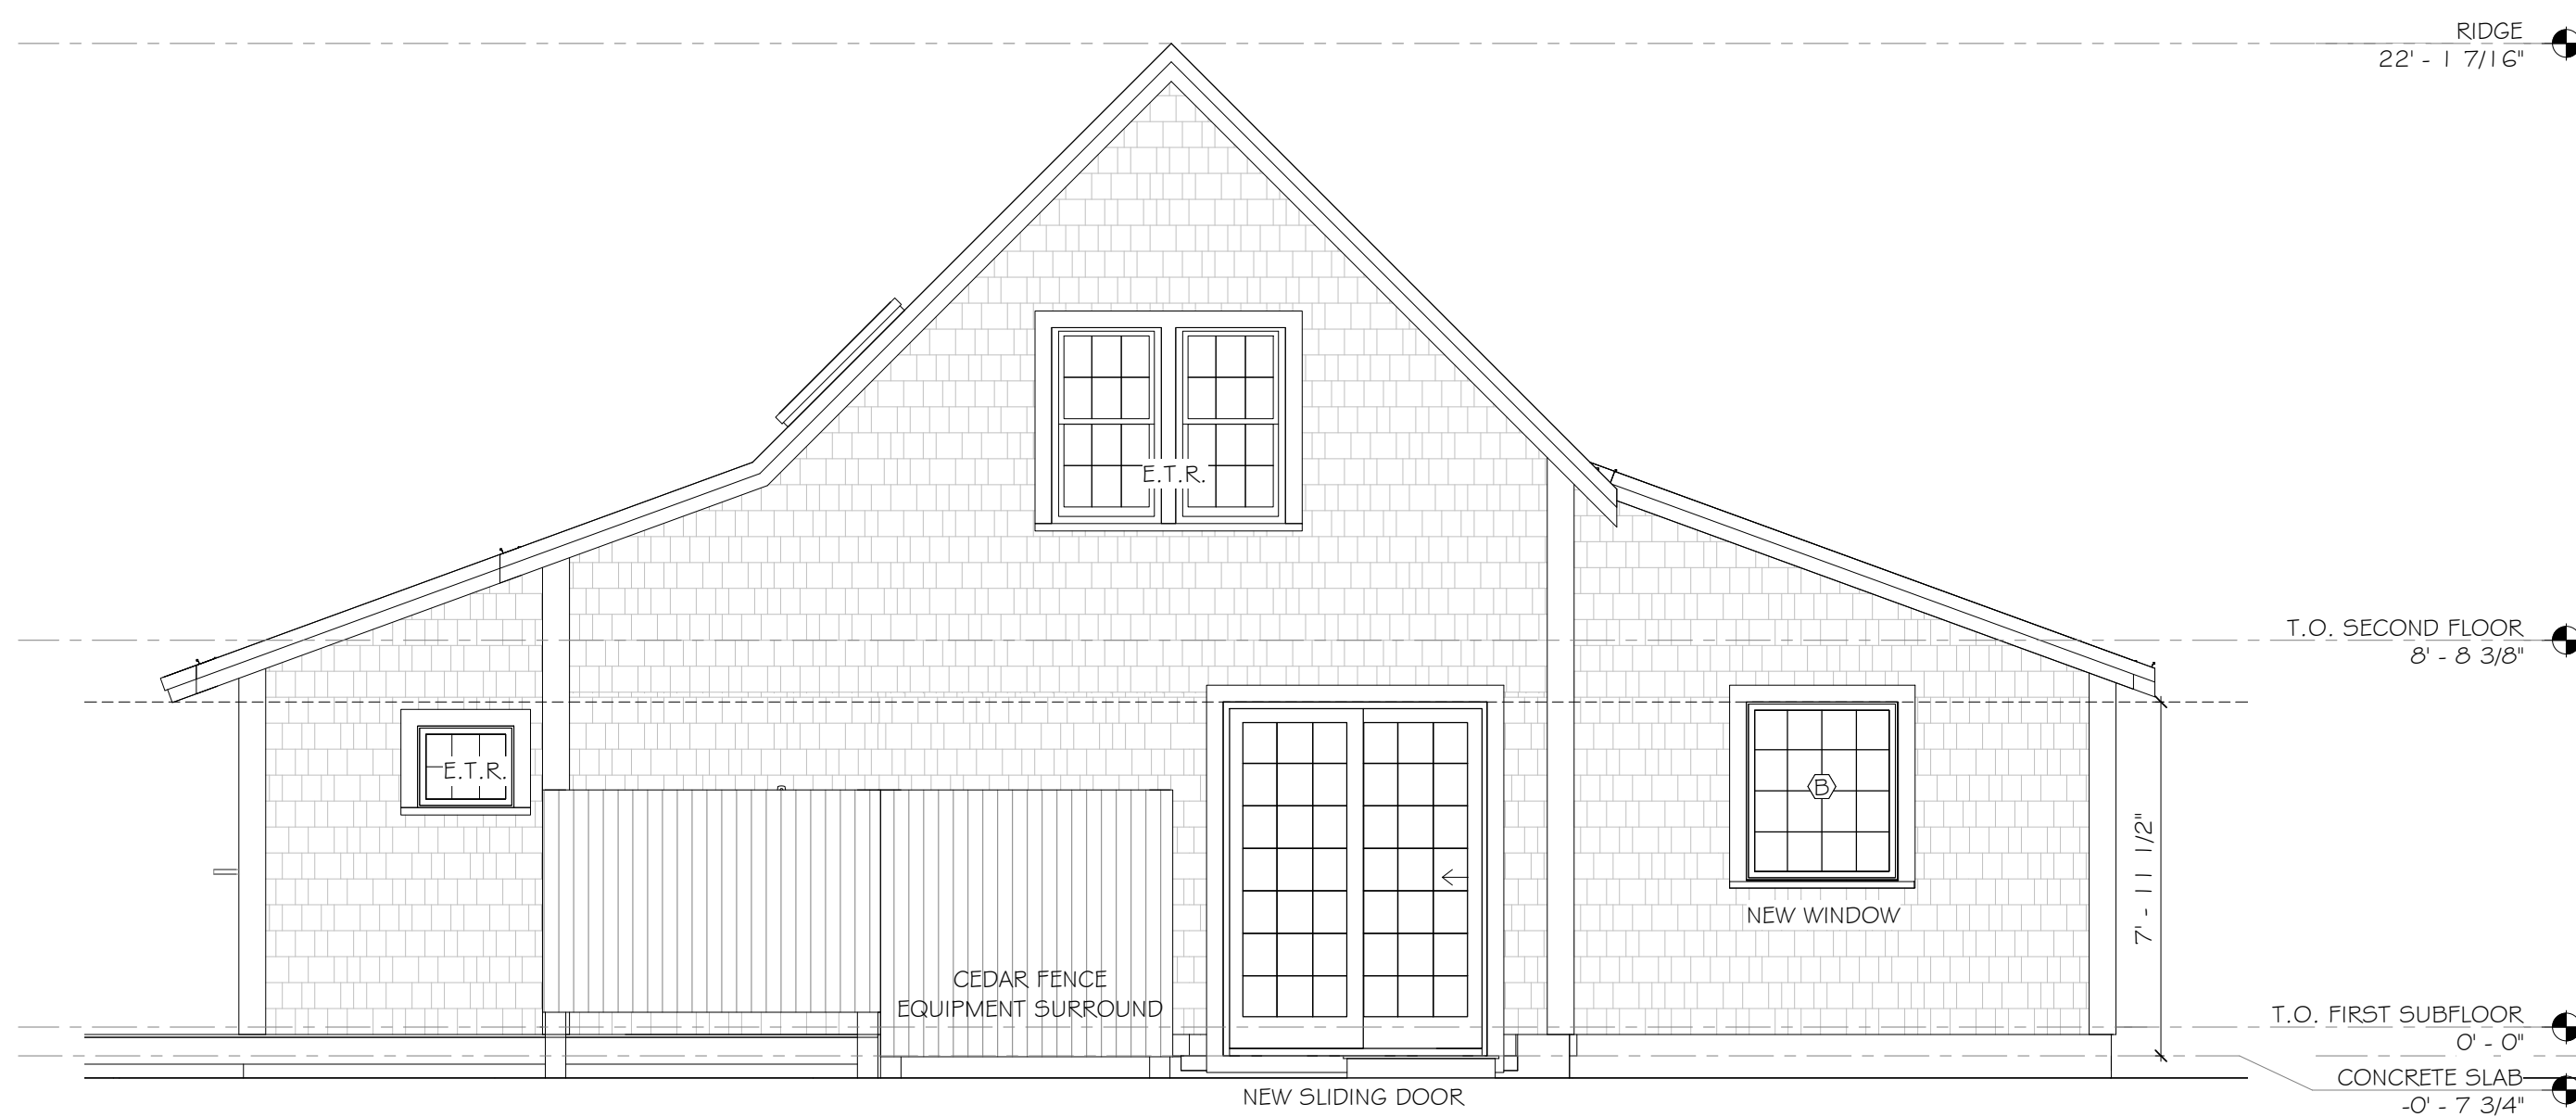 RIDGE
22' - 1 7/16"
E.T.R.
T.O. SECOND FLOOR
8' - 8 3/8"
E.T.R.
B
7' - 11 1/2"
NEW WINDOW
CEDAR FENCE
EQUIPMENT SURROUND
T.O. FIRST SUBFLOOR
0' - 0"
CONCRETE SLAB
-0' - 7 3/4"
NEW SLIDING DOOR